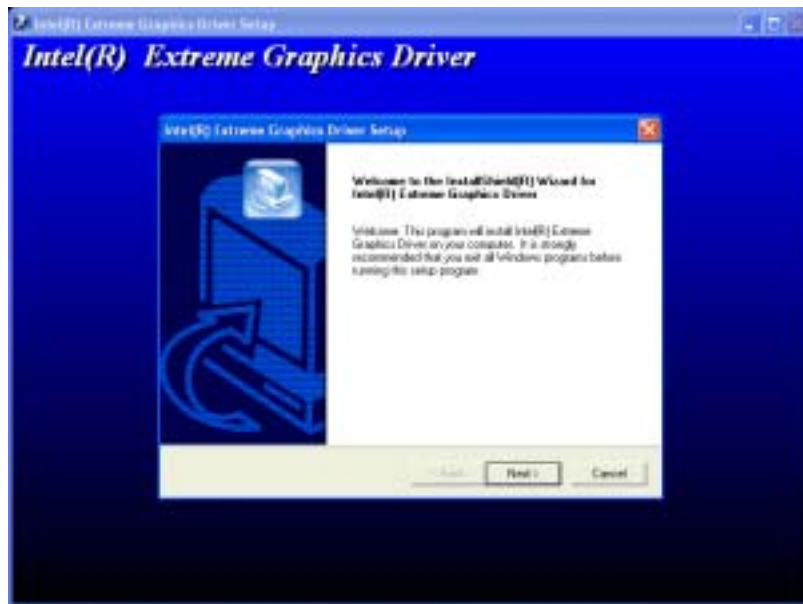 Intel(R) Extreme Graphics Driver Setup
Intel(R) Extreme Graphics Driver
Intel(R) Extreme Graphics Driver Setup
Welcome to the InstallShield(R) Wizard for
Intel(R) Extreme Graphics Driver
Welcome. This program will install Intel(R) Extreme
Graphics Driver on your computer. It is strongly
recommended that you exit all Windows programs before
running this setup program.
< Back
Next >
Cancel